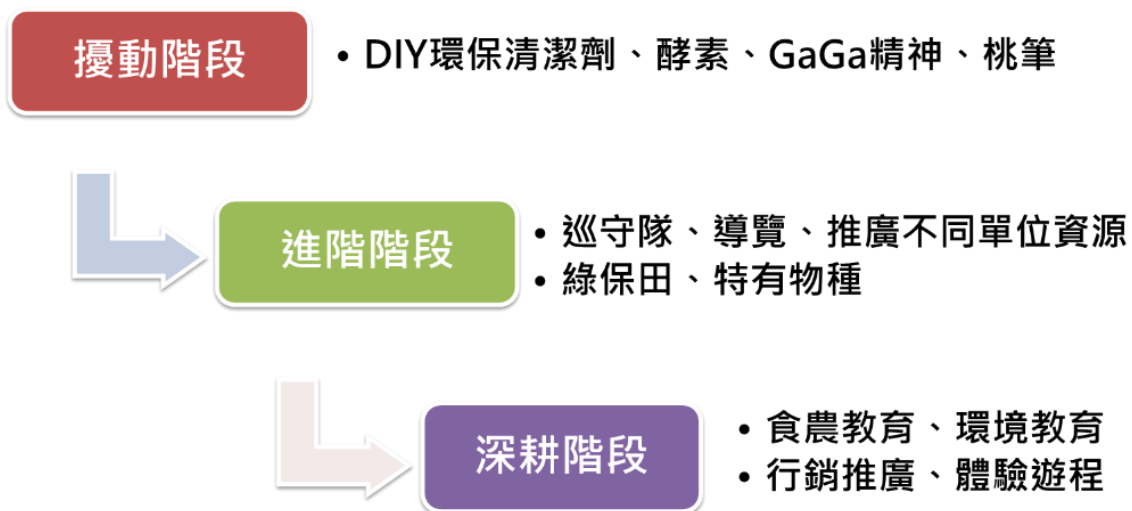 擾動階段
• DIY環保清潔劑、酵素、GaGa精神、桃筆
進階階段
• 巡守隊、導覽、推廣不同單位資源
• 綠保田、特有物種
深耕階段
• 食農教育、環境教育
• 行銷推廣、體驗遊程